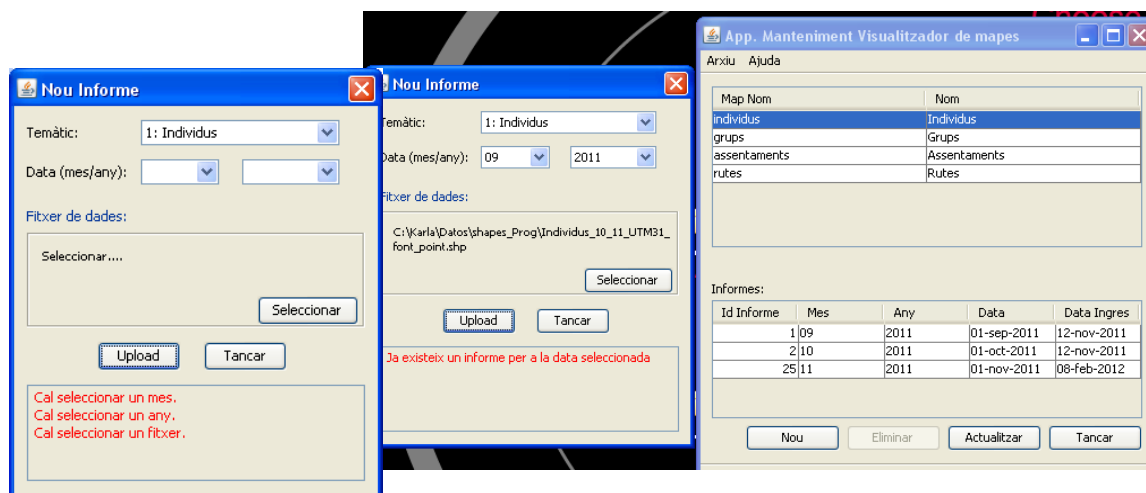 Nou Informe
Temàtic: 1: Individus
Data (mes/any):
Fitxer de dades:
Seleccionar....
Seleccionar
Upload Tancar
Cal seleccionar un mes.
Cal seleccionar un any.
Cal seleccionar un fitxer.
Nou Informe
Temàtic: 1: Individus
Data (mes/any): 09 2011
Fitxer de dades:
C:\Karla\Datos\shapes_Prog\Individus_10_11_UTM31_
font_point.shp
Seleccionar
Upload Tancar
Ja existeix un informe per a la data seleccionada
App. Manteniment Visualitzador de mapes
Arxiu Ajuda
Map Nom Nom
individus Individus
grups Grups
assentaments Assentaments
rutes Rutes
Informes:
Id Informe Mes Any Data Data Ingres
1 09 2011 01-sep-2011 12-nov-2011
2 10 2011 01-oct-2011 12-nov-2011
25 11 2011 01-nov-2011 08-feb-2012
Nou Eliminar Actualitzar Tancar